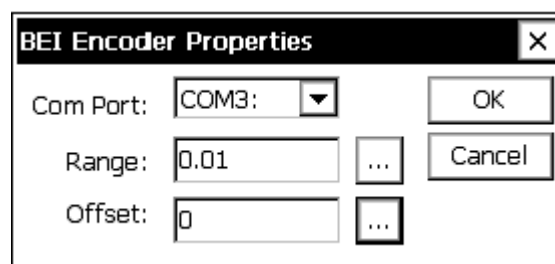 BEI Encoder Properties
Com Port: COM3: OK
Range: 0.01 ... Cancel
Offset: 0 ...